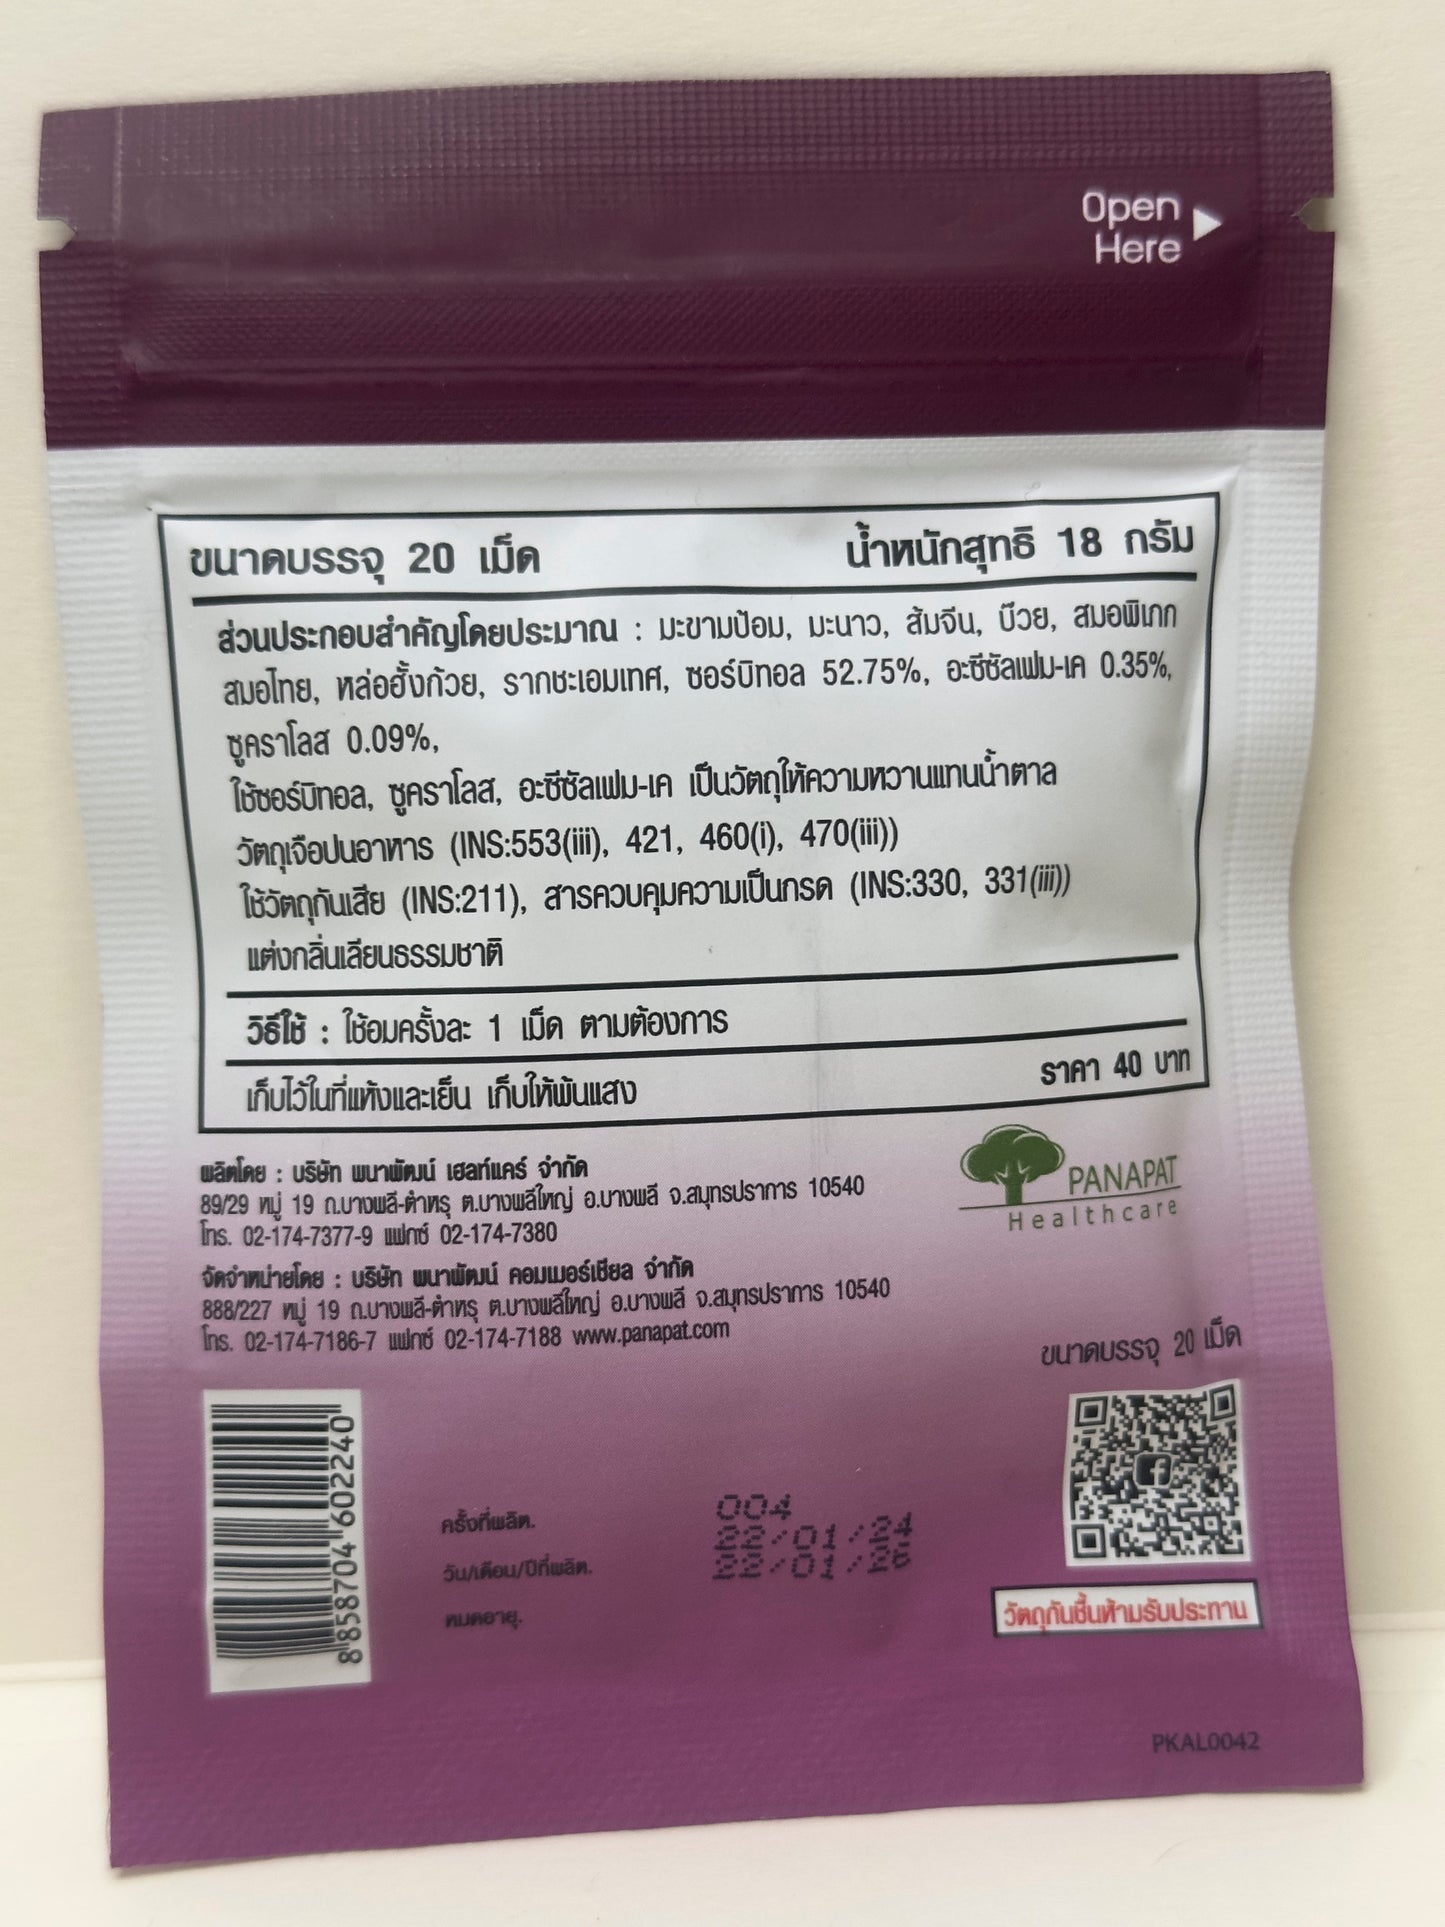 Open
Here
ขนาดบรรจุ 20 เม็ด น้ำหนักสุทธิ 18 กรัม
ส่วนประกอบสำคัญโดยประมาณ : มะขามป้อม, มะนาว, ส้มจีน, บ๊วย, สมอพิเภก
สมอไทย, หล่อฮั้งก้วย, รากชะเอมเทศ, ซอร์บิทอล 52.75%, อะซีซัลเฟม-เค 0.35%,
ซูคราโลส 0.09%,
ใช้ซอร์บิทอล, ซูคราโลส, อะซีซัลเฟม-เค เป็นวัตถุให้ความหวานแทนน้ำตาล
วัตถุเจือปนอาหาร (INS:553(iii), 421, 460(i), 470(iii))
ใช้วัตถุกันเสีย (INS:211), สารควบคุมความเป็นกรด (INS:330, 331(iii))
แต่งกลิ่นเลียนธรรมชาติ
วิธีใช้ : ใช้อมครั้งละ 1 เม็ด ตามต้องการ
เก็บไว้ในที่แห้งและเย็น เก็บให้พ้นแสง ราคา 40 บาท
ผลิตโดย : บริษัท พนาพัฒน์ เฮลท์แคร์ จำกัด
89/29 หมู่ 19 ถ.บางพลี-ตำหรุ ต.บางพลีใหญ่ อ.บางพลี จ.สมุทรปราการ 10540
โทร. 02-174-7377-9 แฟกซ์ 02-174-7380
PANAPAT
Healthcare
จัดจำหน่ายโดย : บริษัท พนาพัฒน์ คอมเมอร์เชียล จำกัด
888/227 หมู่ 19 ถ.บางพลี-ตำหรุ ต.บางพลีใหญ่ อ.บางพลี จ.สมุทรปราการ 10540
โทร. 02-174-7186-7 แฟกซ์ 02-174-7188 www.panapat.com
ขนาดบรรจุ 20 เม็ด
8 858704 602240
ครั้งที่ผลิต. 004
วัน/เดือน/ปีที่ผลิต. 22/01/24
หมดอายุ. 22/01/26
วัตถุกันชื้นห้ามรับประทาน
PKAL0042